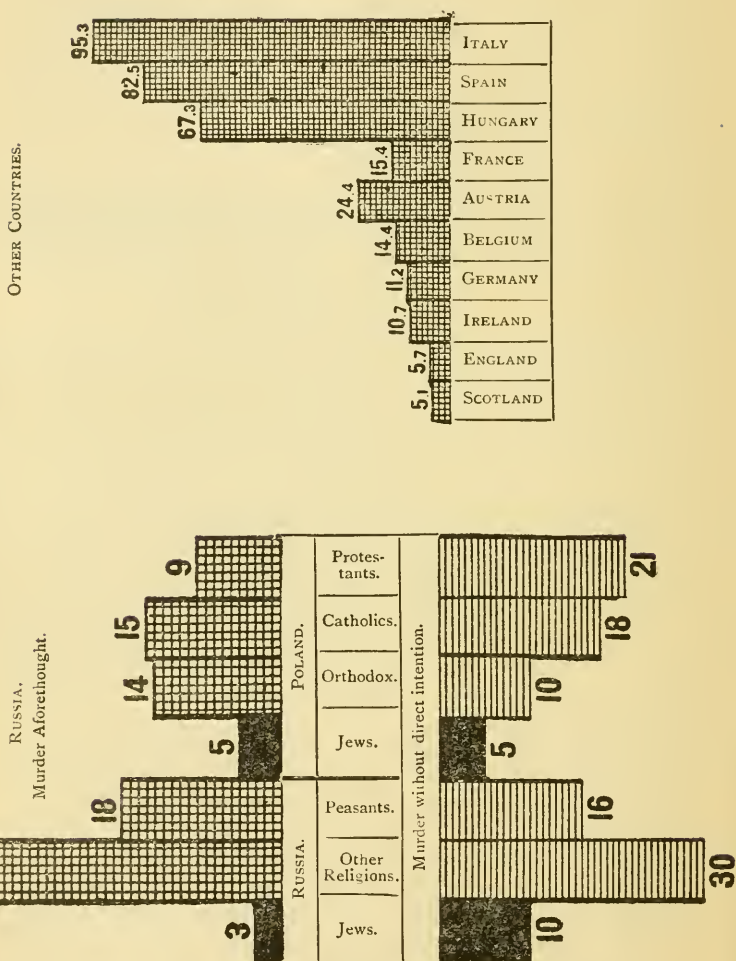 OTHER COUNTRIES.
95.3
82.5
67.3
15.4
24.4
14.4
11.2
10.7
5.7
5.1
ITALY
SPAIN
HUNGARY
FRANCE
AUSTRIA
BELGIUM
GERMANY
IRELAND
ENGLAND
SCOTLAND
RUSSIA.
Murder Aforethought.
9
15
14
5
18
3
POLAND.
Protes-
tants.
Catholics.
Orthodox.
Jews.
RUSSIA.
Peasants.
Other
Religions.
Jews.
Murder without direct intention.
21
18
10
5
16
30
10